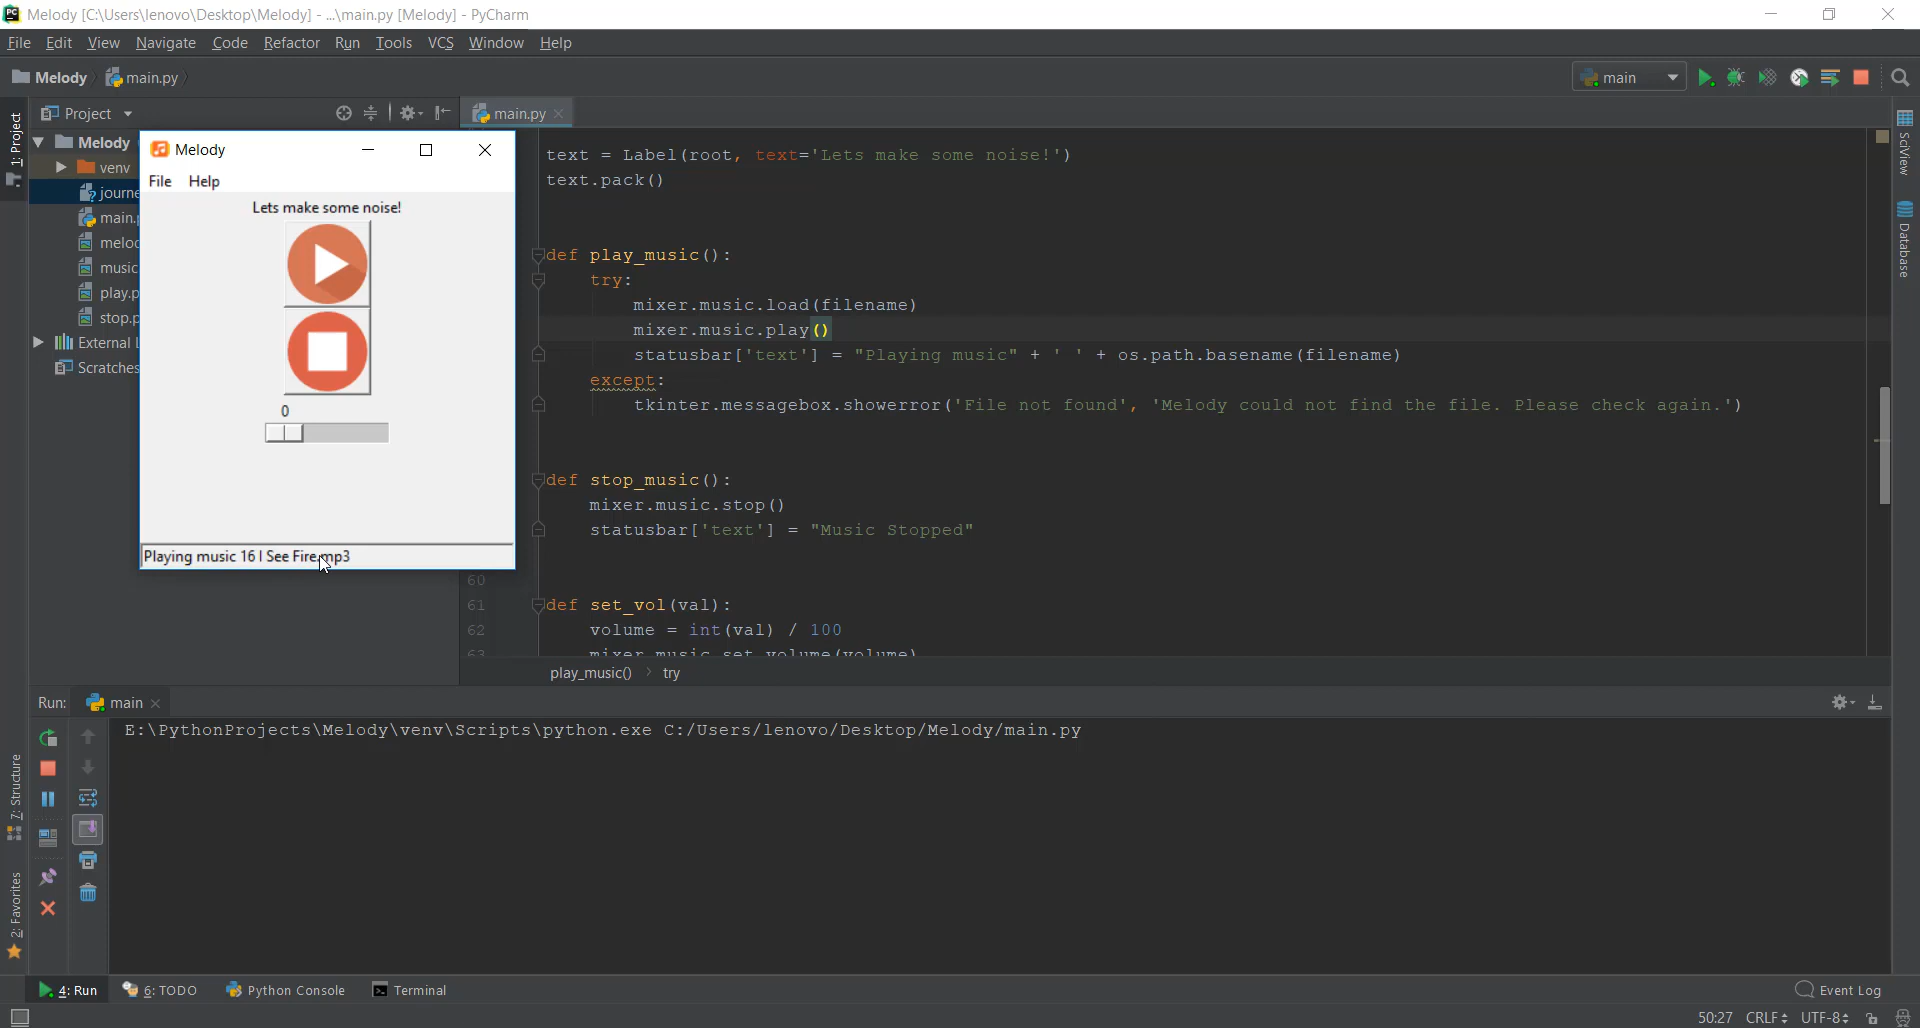 Melody [C:\Users\lenovo\Desktop\Melody] - ...\main.py [Melody] - PyCharm
File Edit View Navigate Code Refactor Run Tools VCS Window Help
Melody main.py
main
Project
main.py
1: Project
Melody
venv
journe
main.
meloc
music
play.p
stop.p
External L
Scratches
Melody
File Help
Lets make some noise!
0
Playing music 16 I See Fire.mp3
text = Label(root, text='Lets make some noise!')
text.pack()
def play_music():
try:
mixer.music.load(filename)
mixer.music.play()
statusbar['text'] = "Playing music" + ' ' + os.path.basename(filename)
except:
tkinter.messagebox.showerror('File not found', 'Melody could not find the file. Please check again.')
def stop_music():
mixer.music.stop()
statusbar['text'] = "Music Stopped"
60
61 def set_vol(val):
62 volume = int(val) / 100
63 mixer.music.set_volume(volume)
play_music() try
SciView
Database
Run: main
E:\PythonProjects\Melody\venv\Scripts\python.exe C:/Users/lenovo/Desktop/Melody/main.py
7: Structure
2: Favorites
4: Run 6: TODO Python Console Terminal Event Log
50:27 CRLF UTF-8